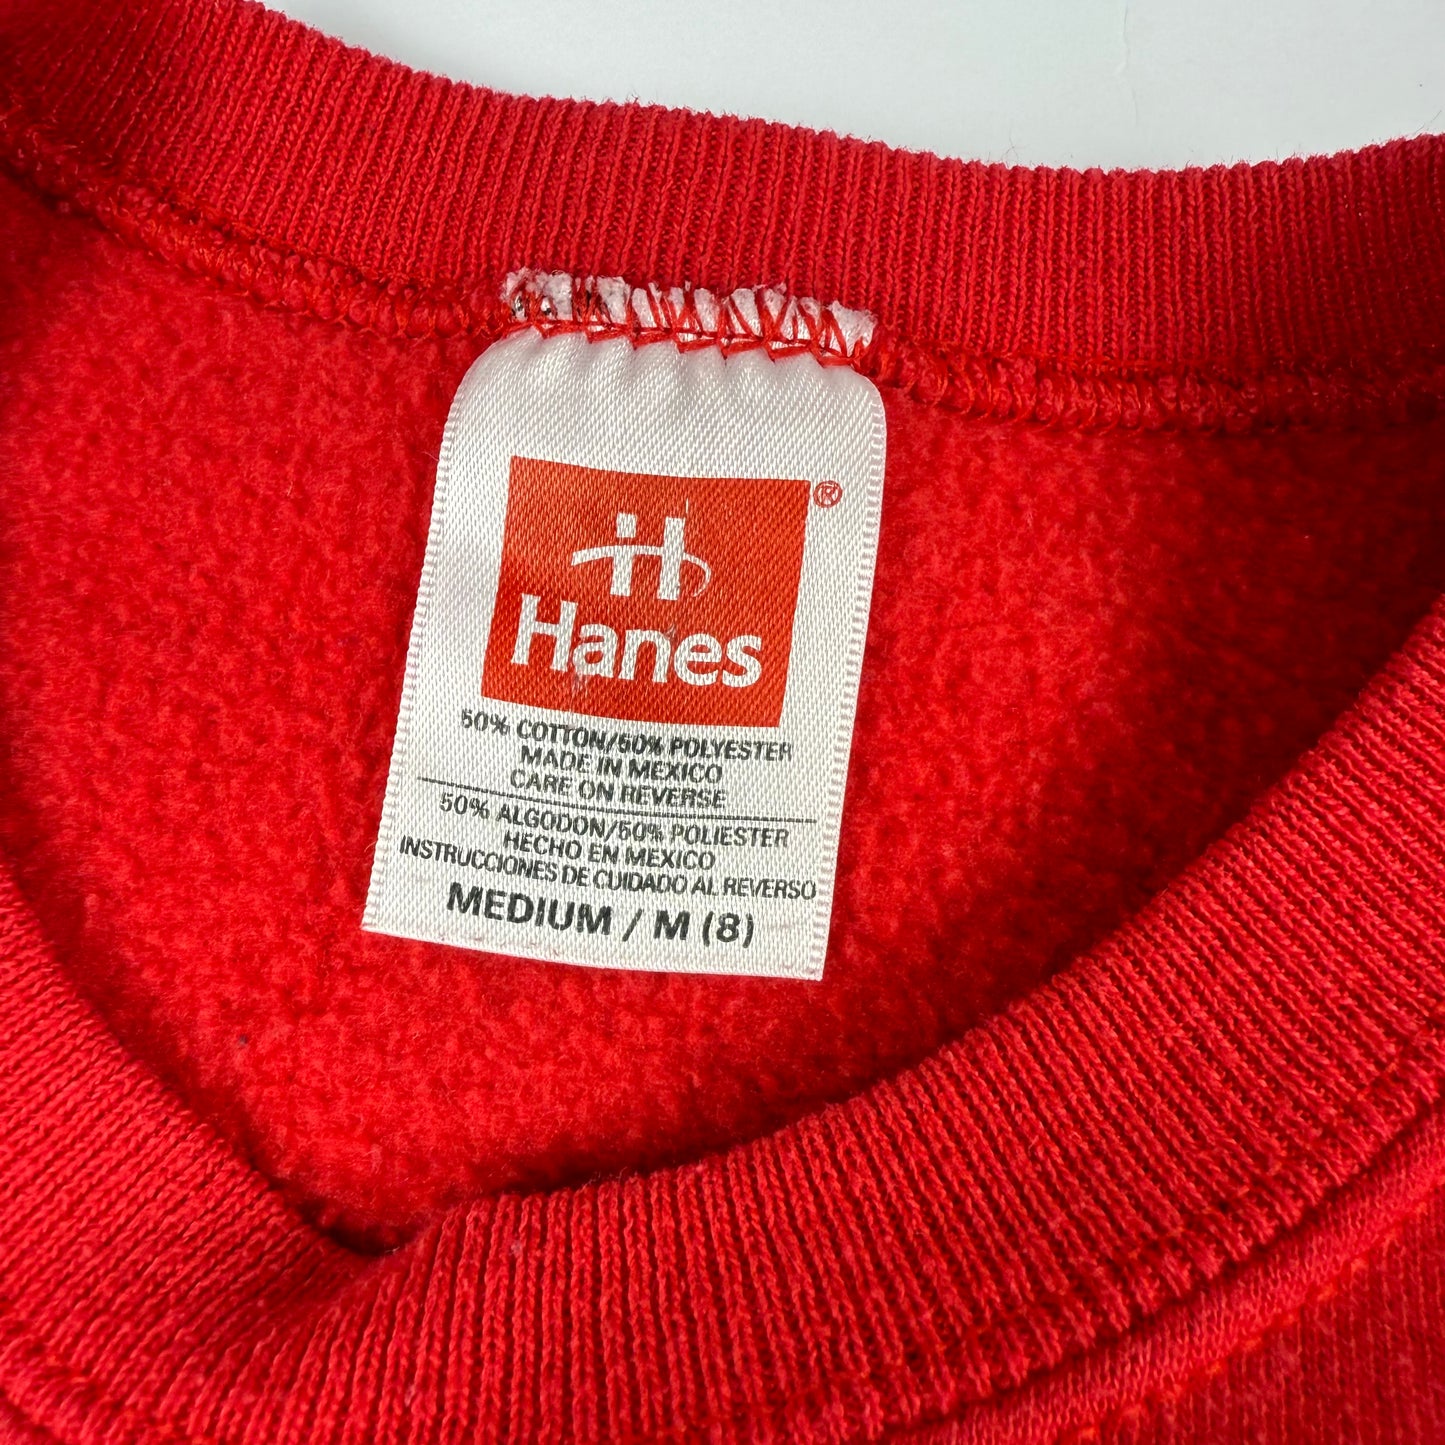 ®
H
Hanes
50% COTTON/50% POLYESTER
MADE IN MEXICO
CARE ON REVERSE
50% ALGODON/50% POLIESTER
HECHO EN MEXICO
INSTRUCCIONES DE CUIDADO AL REVERSO
MEDIUM / M (8)